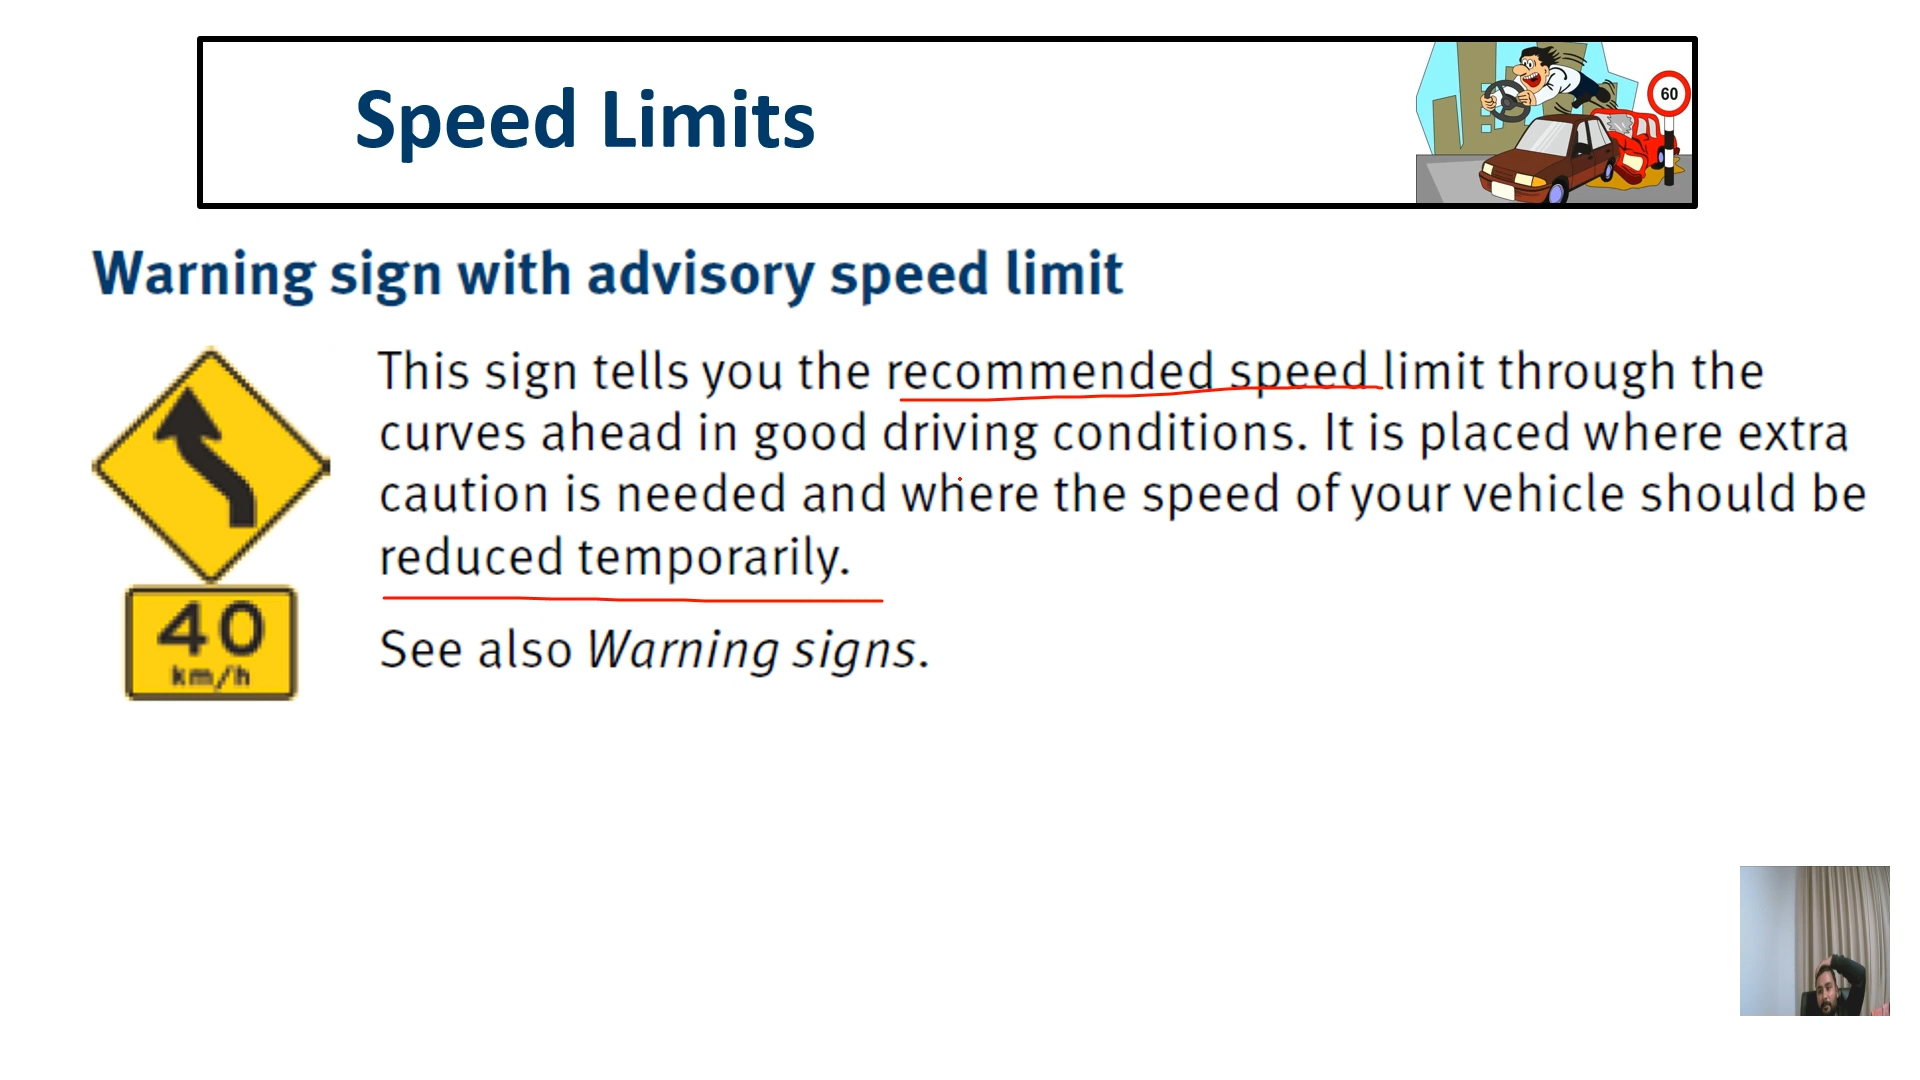 Speed Limits
60
Warning sign with advisory speed limit
This sign tells you the recommended speed limit through the
curves ahead in good driving conditions. It is placed where extra
caution is needed and where the speed of your vehicle should be
reduced temporarily.
40
km/h
See also Warning signs.